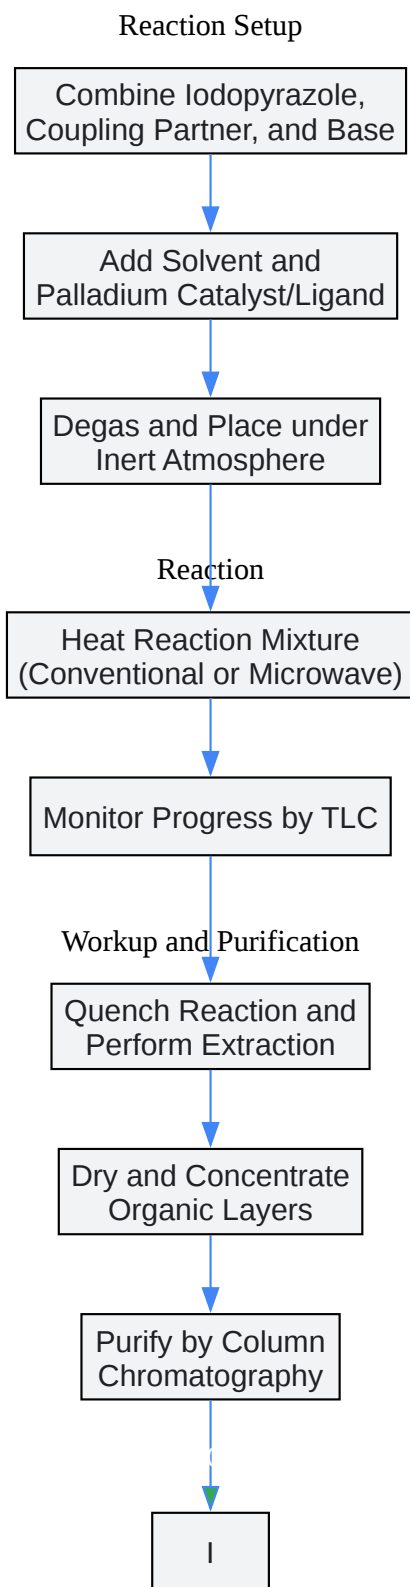 Reaction Setup
Combine Iodopyrazole,
Coupling Partner, and Base
Add Solvent and
Palladium Catalyst/Ligand
Degas and Place under
Inert Atmosphere
Reaction
Heat Reaction Mixture
(Conventional or Microwave)
Monitor Progress by TLC
Workup and Purification
Quench Reaction and
Perform Extraction
Dry and Concentrate
Organic Layers
Purify by Column
Chromatography
I